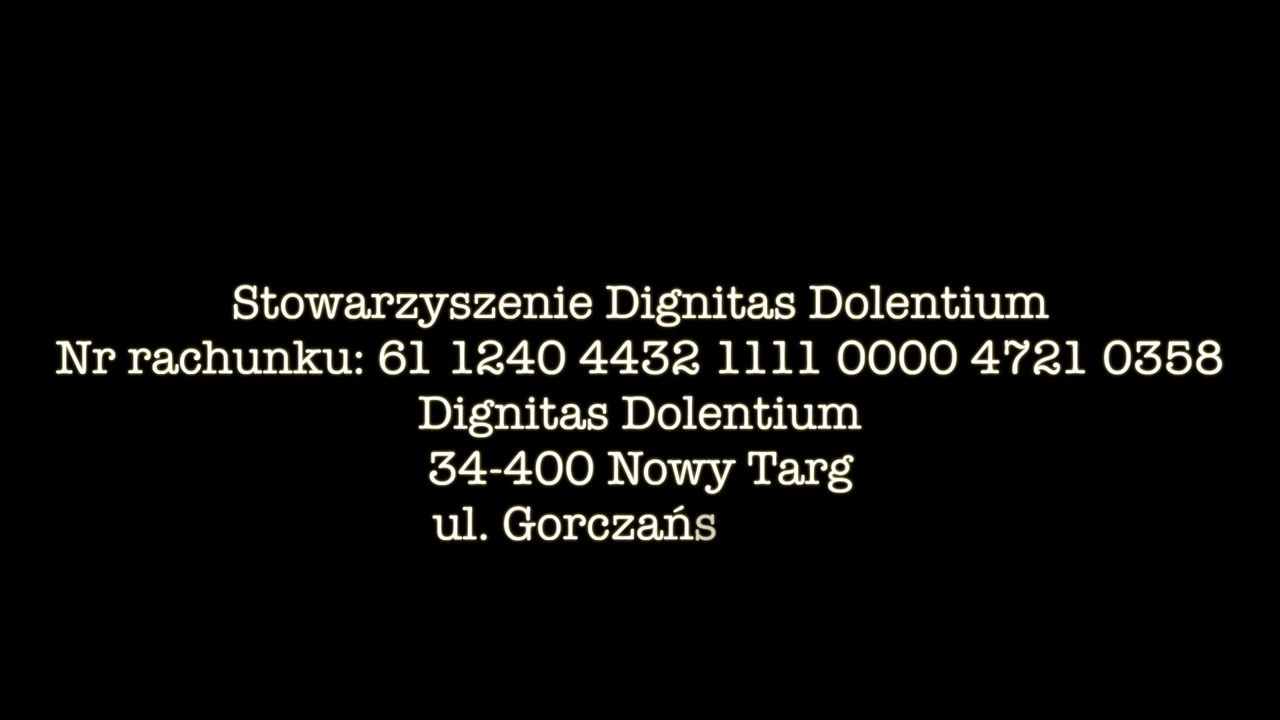 Stowarzyszenie Dignitas Dolentium
Nr rachunku: 61 1240 4432 1111 0000 4721 0358
Dignitas Dolentium
34-400 Nowy Targ
ul. Gorczańs